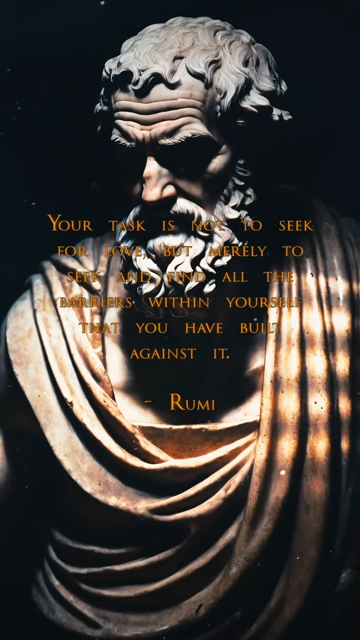 Your task is not to seek
for love, but merely to
seek and find all the
barriers within yourself
that you have built
against it.
- Rumi